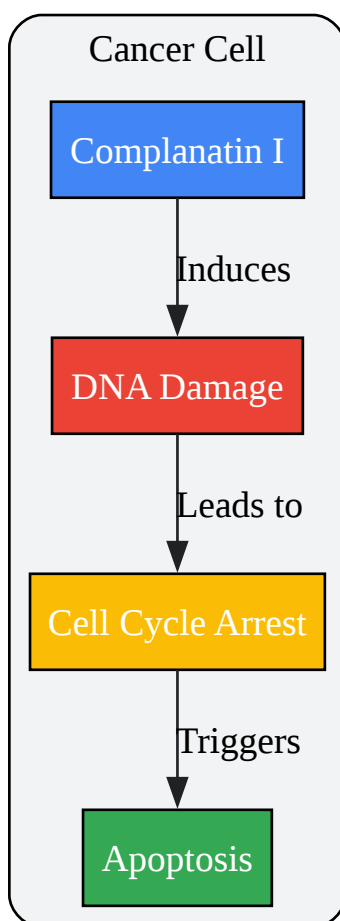 Cancer Cell
Complanatin I
Induces
DNA Damage
Leads to
Cell Cycle Arrest
Triggers
Apoptosis